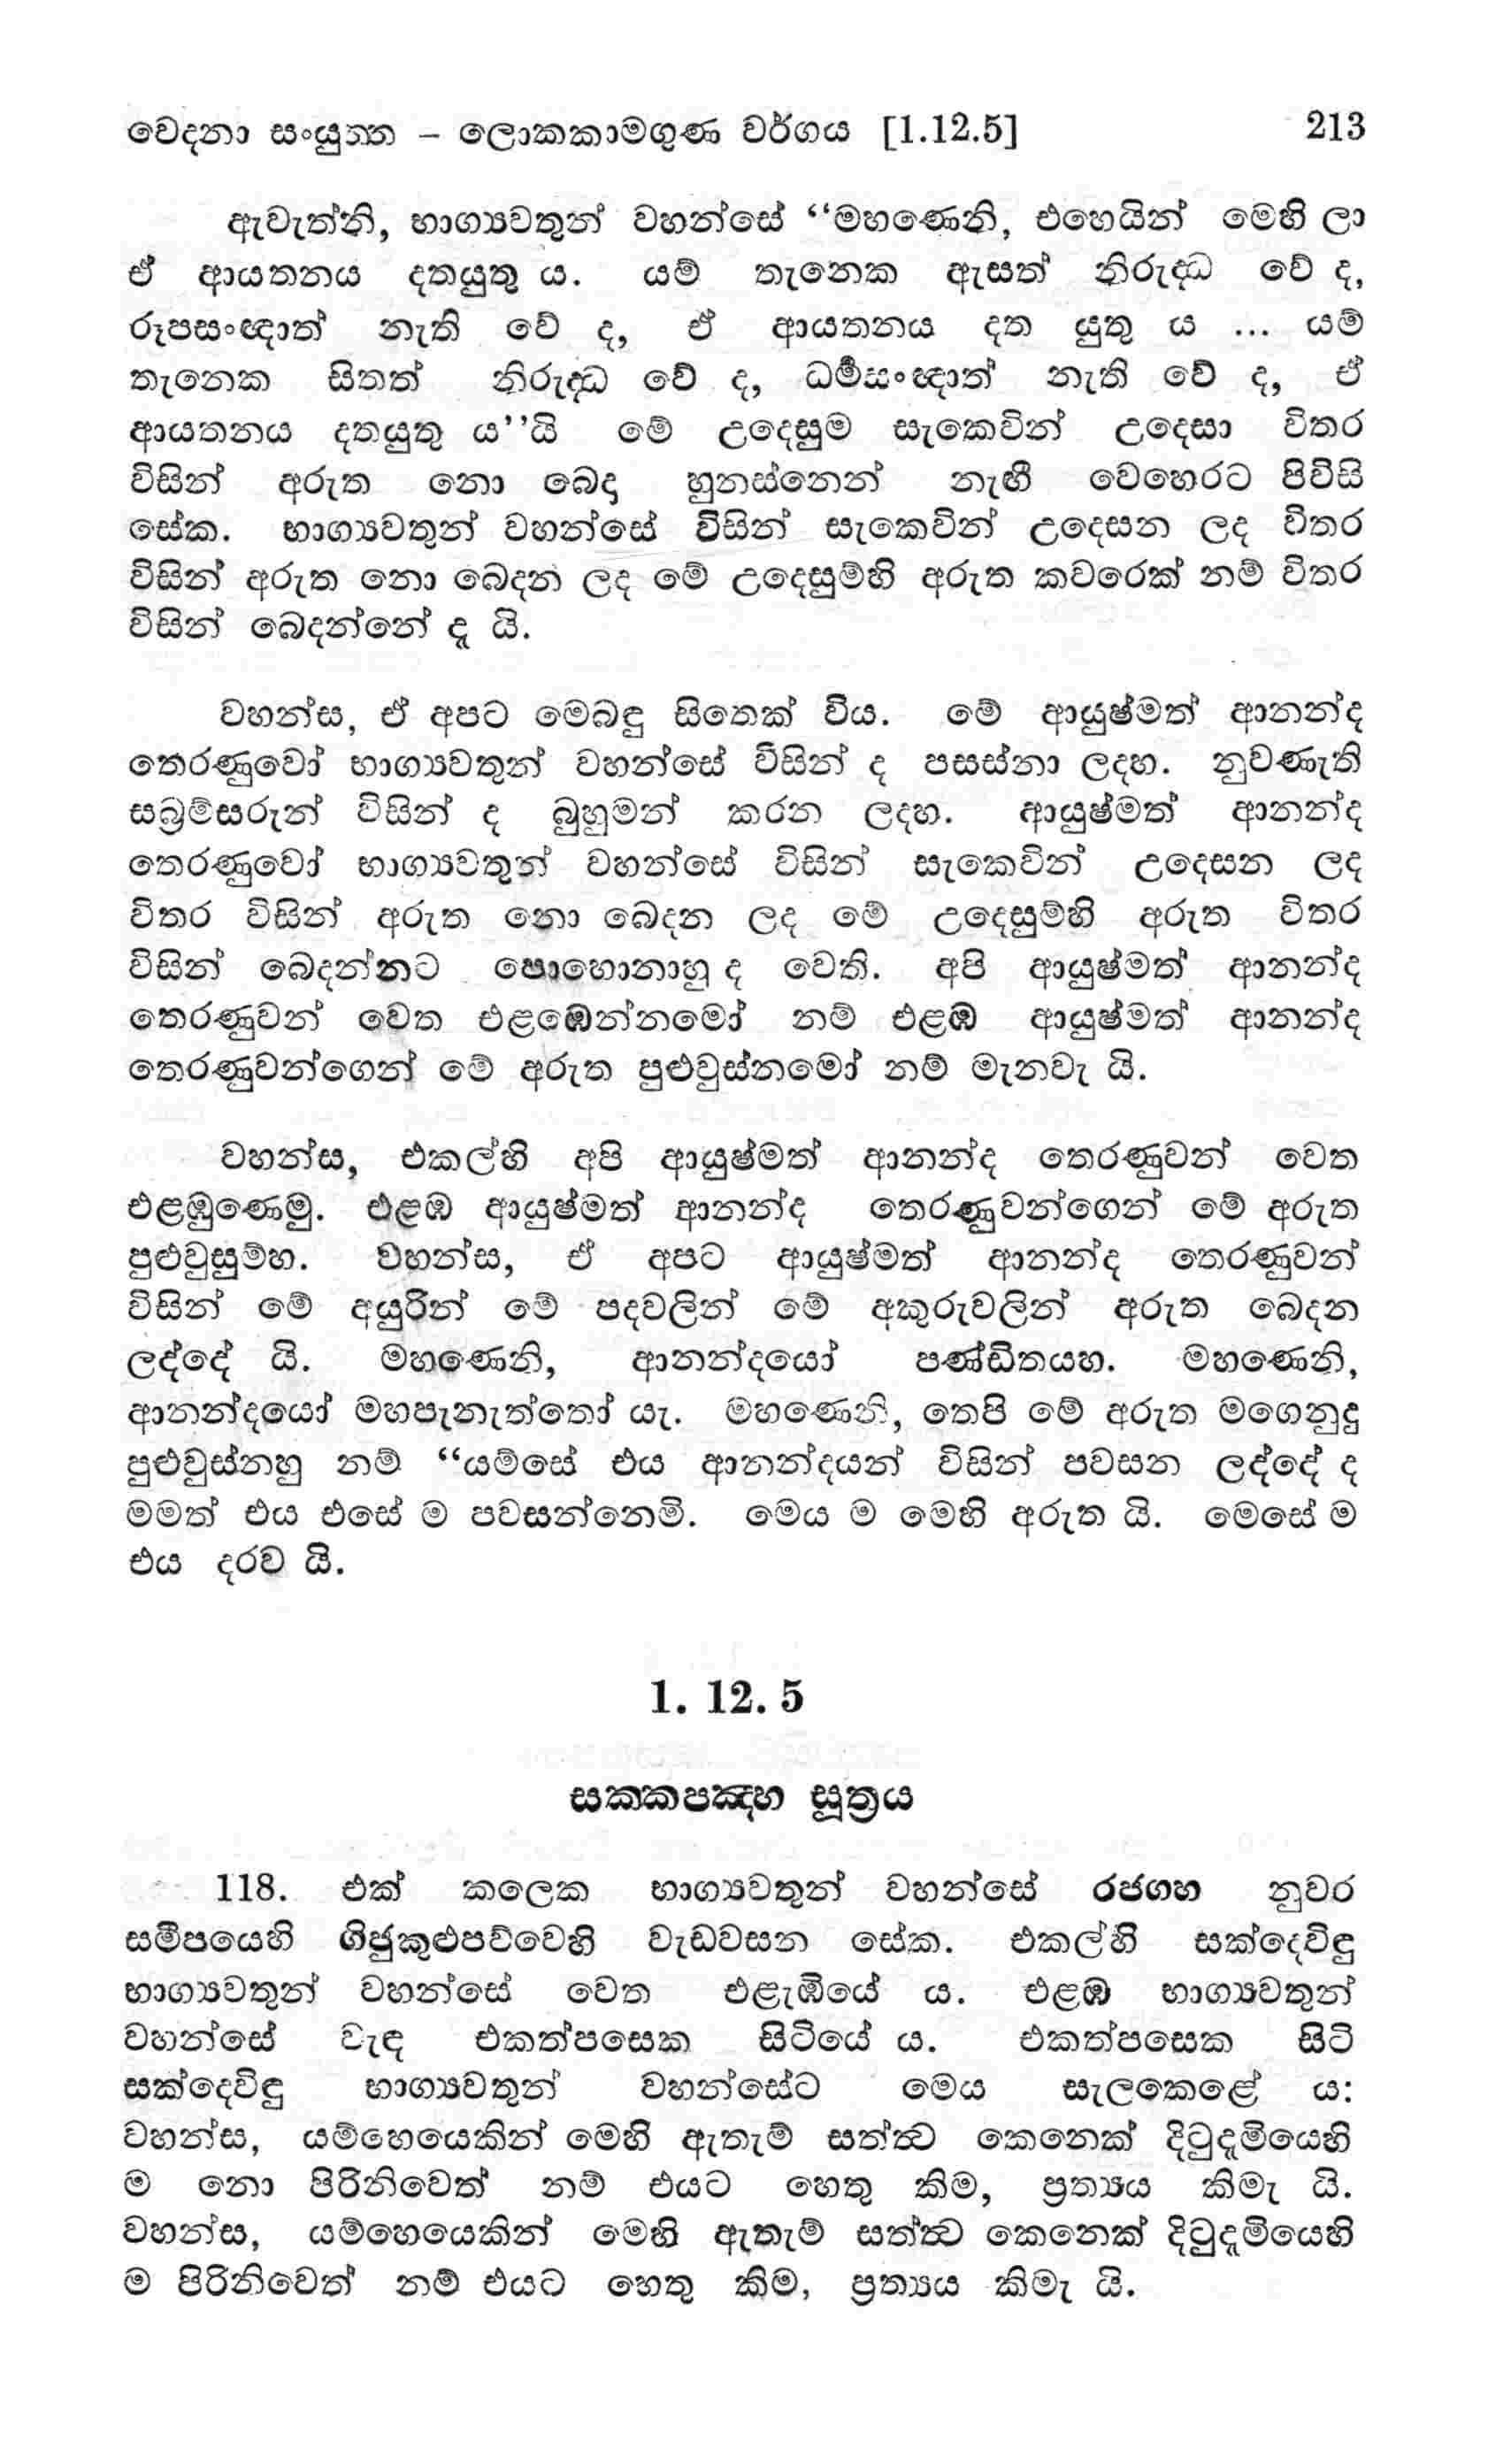 වෙදනා සංයුත්ත – ලොකකාමගුණ වර්ගය [1.12.5] 213
ඇවැත්නි, භාග්‍යවතුන් වහන්සේ “මහණෙනි, එහෙයින් මෙහි ලා
ඒ ආයතනය දතයුතු ය. යම් තැනෙක ඇසත් නිරුද්ධ වේ ද,
රූපසංඥාත් නැති වේ ද, ඒ ආයතනය දත යුතු ය ... යම්
තැනෙක සිතත් නිරුද්ධ වේ ද, ධර්මසංඥාත් නැති වේ ද, ඒ
ආයතනය දතයුතු ය”යි මේ උදෙසුම සැකෙවින් උදෙසා විතර
විසින් අරුත නො බෙදා හුනස්නෙන් නැඟී වෙහෙරට පිවිසි
සේක. භාග්‍යවතුන් වහන්සේ විසින් සැකෙවින් උදෙසන ලද විතර
විසින් අරුත නො බෙදන ලද මේ උදෙසුම්හි අරුත කවරෙක් නම් විතර
විසින් බෙදන්නේ දැ යි.
වහන්ස, ඒ අපට මෙබඳු සිතෙක් විය. මේ ආයුෂ්මත් ආනන්ද
තෙරණුවෝ භාග්‍යවතුන් වහන්සේ විසින් ද පසස්නා ලදහ. නුවණැති
සබ්‍රම්සරුන් විසින් ද බුහුමන් කරන ලදහ. ආයුෂ්මත් ආනන්ද
තෙරණුවෝ භාග්‍යවතුන් වහන්සේ විසින් සැකෙවින් උදෙසන ලද
විතර විසින් අරුත නො බෙදන ලද මේ උදෙසුම්හි අරුත විතර
විසින් බෙදන්නට පොහොනාහු ද වෙති. අපි ආයුෂ්මත් ආනන්ද
තෙරණුවන් වෙත එළඹෙන්නමෝ නම් එළඹ ආයුෂ්මත් ආනන්ද
තෙරණුවන්ගෙන් මේ අරුත පුළුවුස්නමෝ නම් මැනවැ යි.
වහන්ස, එකල්හි අපි ආයුෂ්මත් ආනන්ද තෙරණුවන් වෙත
එළඹුණෙමු. එළඹ ආයුෂ්මත් ආනන්ද තෙරණුවන්ගෙන් මේ අරුත
පුළුවුසුම්හ. වහන්ස, ඒ අපට ආයුෂ්මත් ආනන්ද තෙරණුවන්
විසින් මේ අයුරින් මේ පදවලින් මේ අකුරුවලින් අරුත බෙදන
ලද්දේ යි. මහණෙනි, ආනන්දයෝ පණ්ඩිතයහ. මහණෙනි,
ආනන්දයෝ මහපැනැත්තෝ යැ. මහණෙනි, තෙපි මේ අරුත මගෙනුදු
පුළුවුස්නහු නම් “යම්සේ එය ආනන්දයන් විසින් පවසන ලද්දේ ද
මමත් එය එසේ ම පවසන්නෙමි. මෙය ම මෙහි අරුත යි. මෙසේ ම
එය දරව යි.
1. 12. 5
සක්කපඤ්හ සූත්‍රය
118. එක් කලෙක භාග්‍යවතුන් වහන්සේ රජගහ නුවර
සමීපයෙහි ගිජුකුළුපව්වෙහි වැඩවසන සේක. එකල්හි සක්දෙවිඳු
භාග්‍යවතුන් වහන්සේ වෙත එළැඹියේ ය. එළඹ භාග්‍යවතුන්
වහන්සේ වැඳ එකත්පසෙක සිටියේ ය. එකත්පසෙක සිටි
සක්දෙවිඳු භාග්‍යවතුන් වහන්සේට මෙය සැලකෙළේ ය:
වහන්ස, යම්හෙයෙකින් මෙහි ඇතැම් සත්ත්‍ව කෙනෙක් දිටුදැමියෙහි
ම නො පිරිනිවෙත් නම් එයට හෙතු කිම, ප්‍රත්‍යය කිමැ යි.
වහන්ස, යම්හෙයෙකින් මෙහි ඇතැම් සත්ත්‍ව කෙනෙක් දිටුදැමියෙහි
ම පිරිනිවෙත් නම් එයට හෙතු කිම, ප්‍රත්‍යය කිමැ යි.